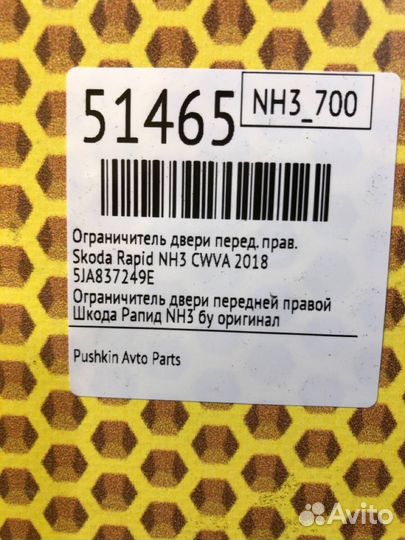 51465
NH3_700
Ограничитель двери перед. прав.
Skoda Rapid NH3 CWVA 2018
5JA837249E
Ограничитель двери передней правой
Шкода Рапид NH3 бу оригинал
Pushkin Avto Parts
Avito